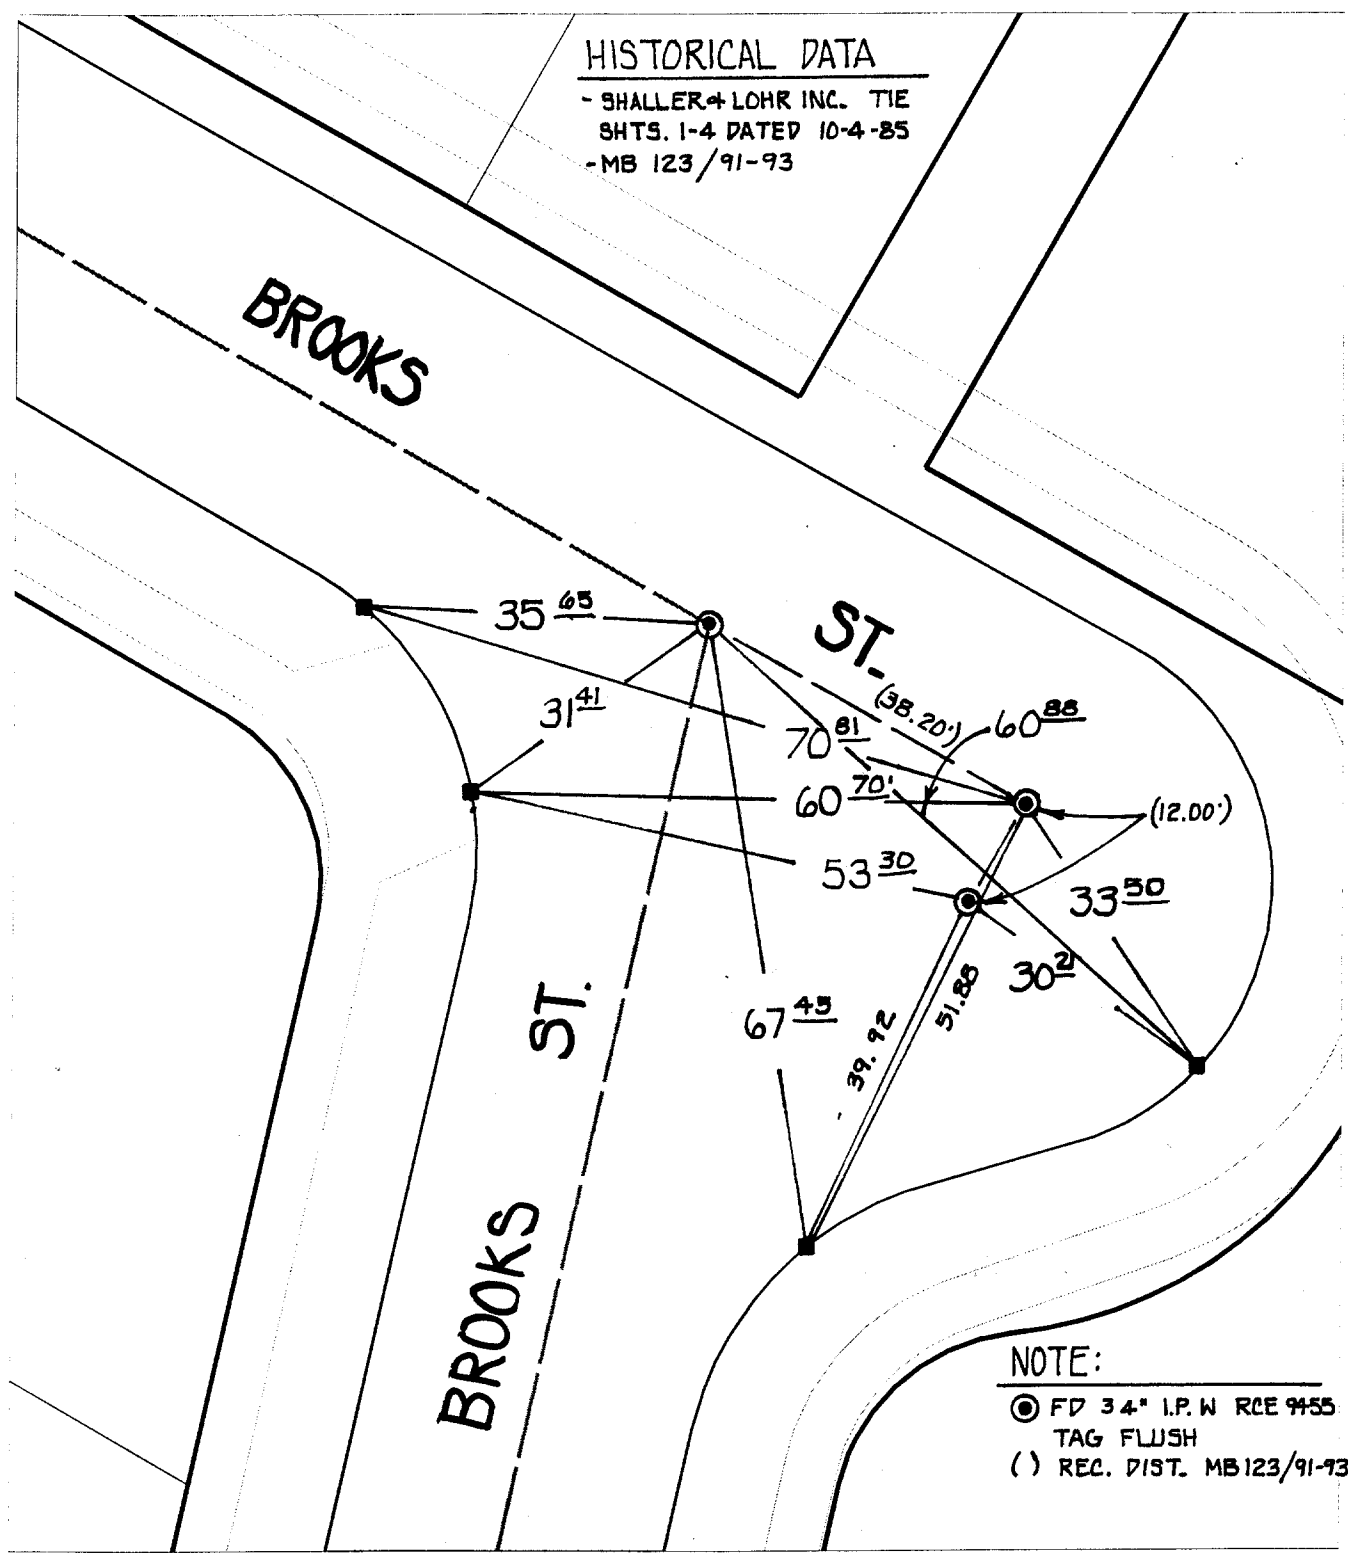 HISTORICAL DATA
- SHALLER & LOHR INC. TIE
SHTS. 1-4 DATED 10-4-85
- MB 123/91-93
BROOKS
ST.
35 65
31 41
(38.20')
70 81
60 88
60 70'
(12.00')
53 30
33 50
30 21
51.88
39.92
67 45
ST.
BROOKS
NOTE:
FD 3 4" I.P. W RCE 9455
TAG FLUSH
( ) REC. DIST. MB 123/91-93